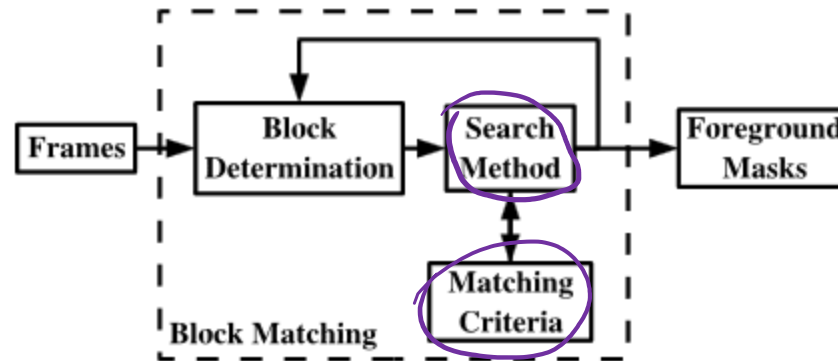 Frames
Block
Determination
Search
Method
Foreground
Masks
Matching
Criteria
Block Matching